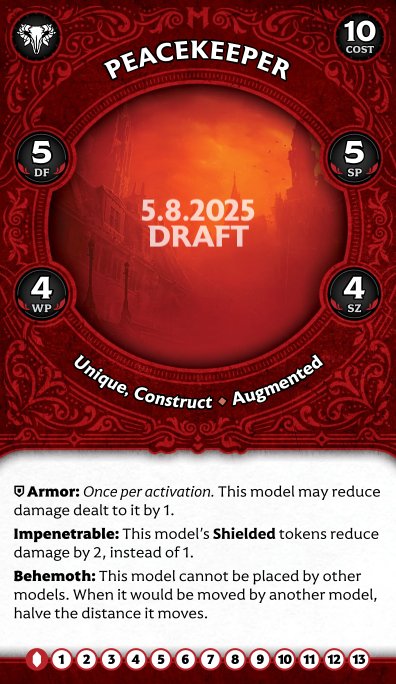 10
COST
PEACEKEEPER
5
DF
5
SP
5.8.2025
DRAFT
4
WP
4
SZ
Unique, Construct ◆ Augmented
Armor: Once per activation. This model may reduce
damage dealt to it by 1.
Impenetrable: This model's Shielded tokens reduce
damage by 2, instead of 1.
Behemoth: This model cannot be placed by other
models. When it would be moved by another model,
halve the distance it moves.
1 2 3 4 5 6 7 8 9 10 11 12 13